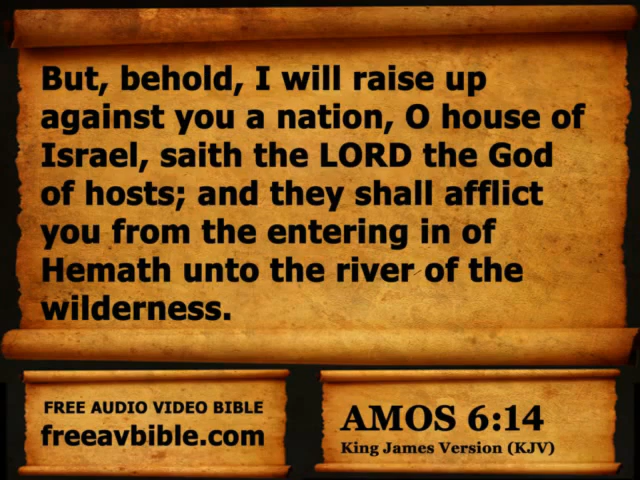 But, behold, I will raise up
against you a nation, O house of
Israel, saith the LORD the God
of hosts; and they shall afflict
you from the entering in of
Hemath unto the river of the
wilderness.
FREE AUDIO VIDEO BIBLE
freeavbible.com
AMOS 6:14
King James Version (KJV)